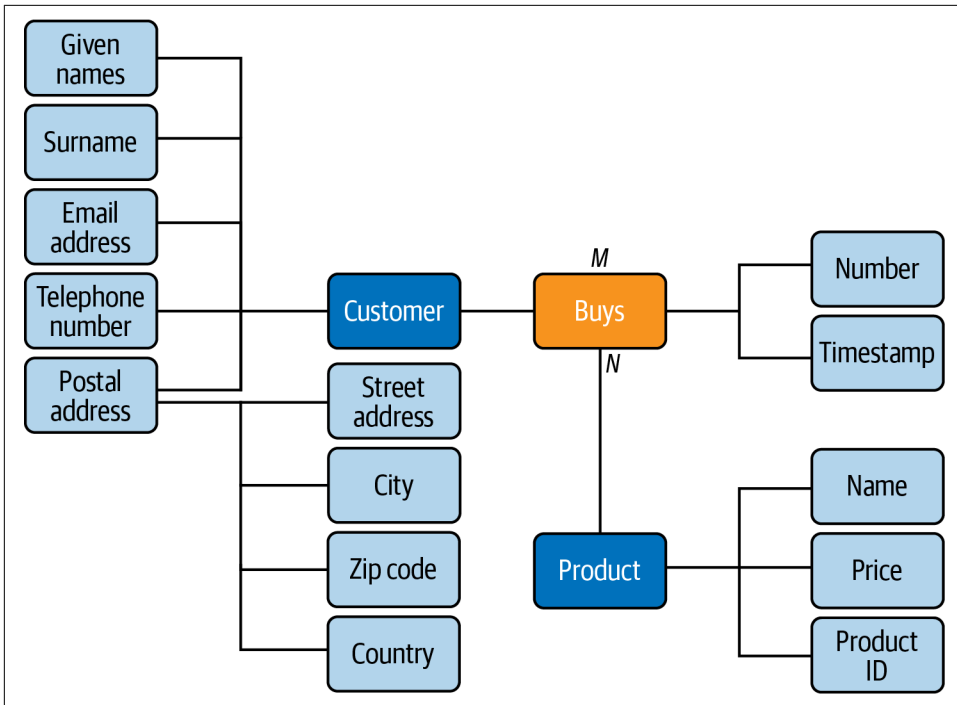 Given
names
Surname
Email
address
Telephone
number
Postal
address
Customer
Street
address
City
Zip code
Country
M
Buys
N
Product
Number
Timestamp
Name
Price
Product
ID